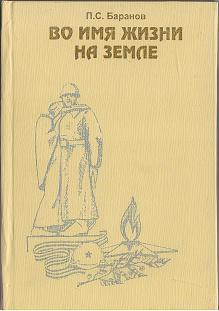 П.С. Баранов
ВО ИМЯ ЖИЗНИ
НА ЗЕМЛЕ